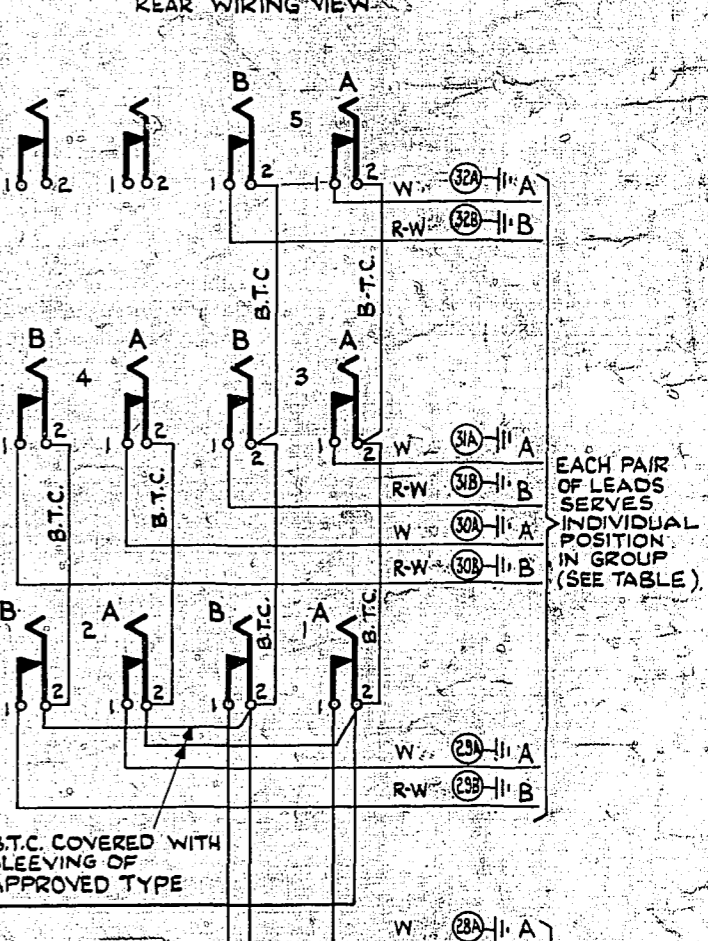 REAR WIRING VIEW
B A
5
1 2 1 2 1 2 1 2
W 32A A
R-W 32B B
B.T.C. B.T.C.
B A B A
4 3
1 2 1 2 1 2 1 2
W 31A A
R-W 31B B
W 30A A
R-W 30B B
B.T.C. B.T.C.
EACH PAIR
OF LEADS
SERVES
INDIVIDUAL
POSITION
IN GROUP
(SEE TABLE)
B A B A
2 1
B.T.C. B.T.C.
1 2 1 2 1 2 1 2
W 29A A
R-W 29B B
B.T.C. COVERED WITH
SLEEVING OF
APPROVED TYPE
W 28A A